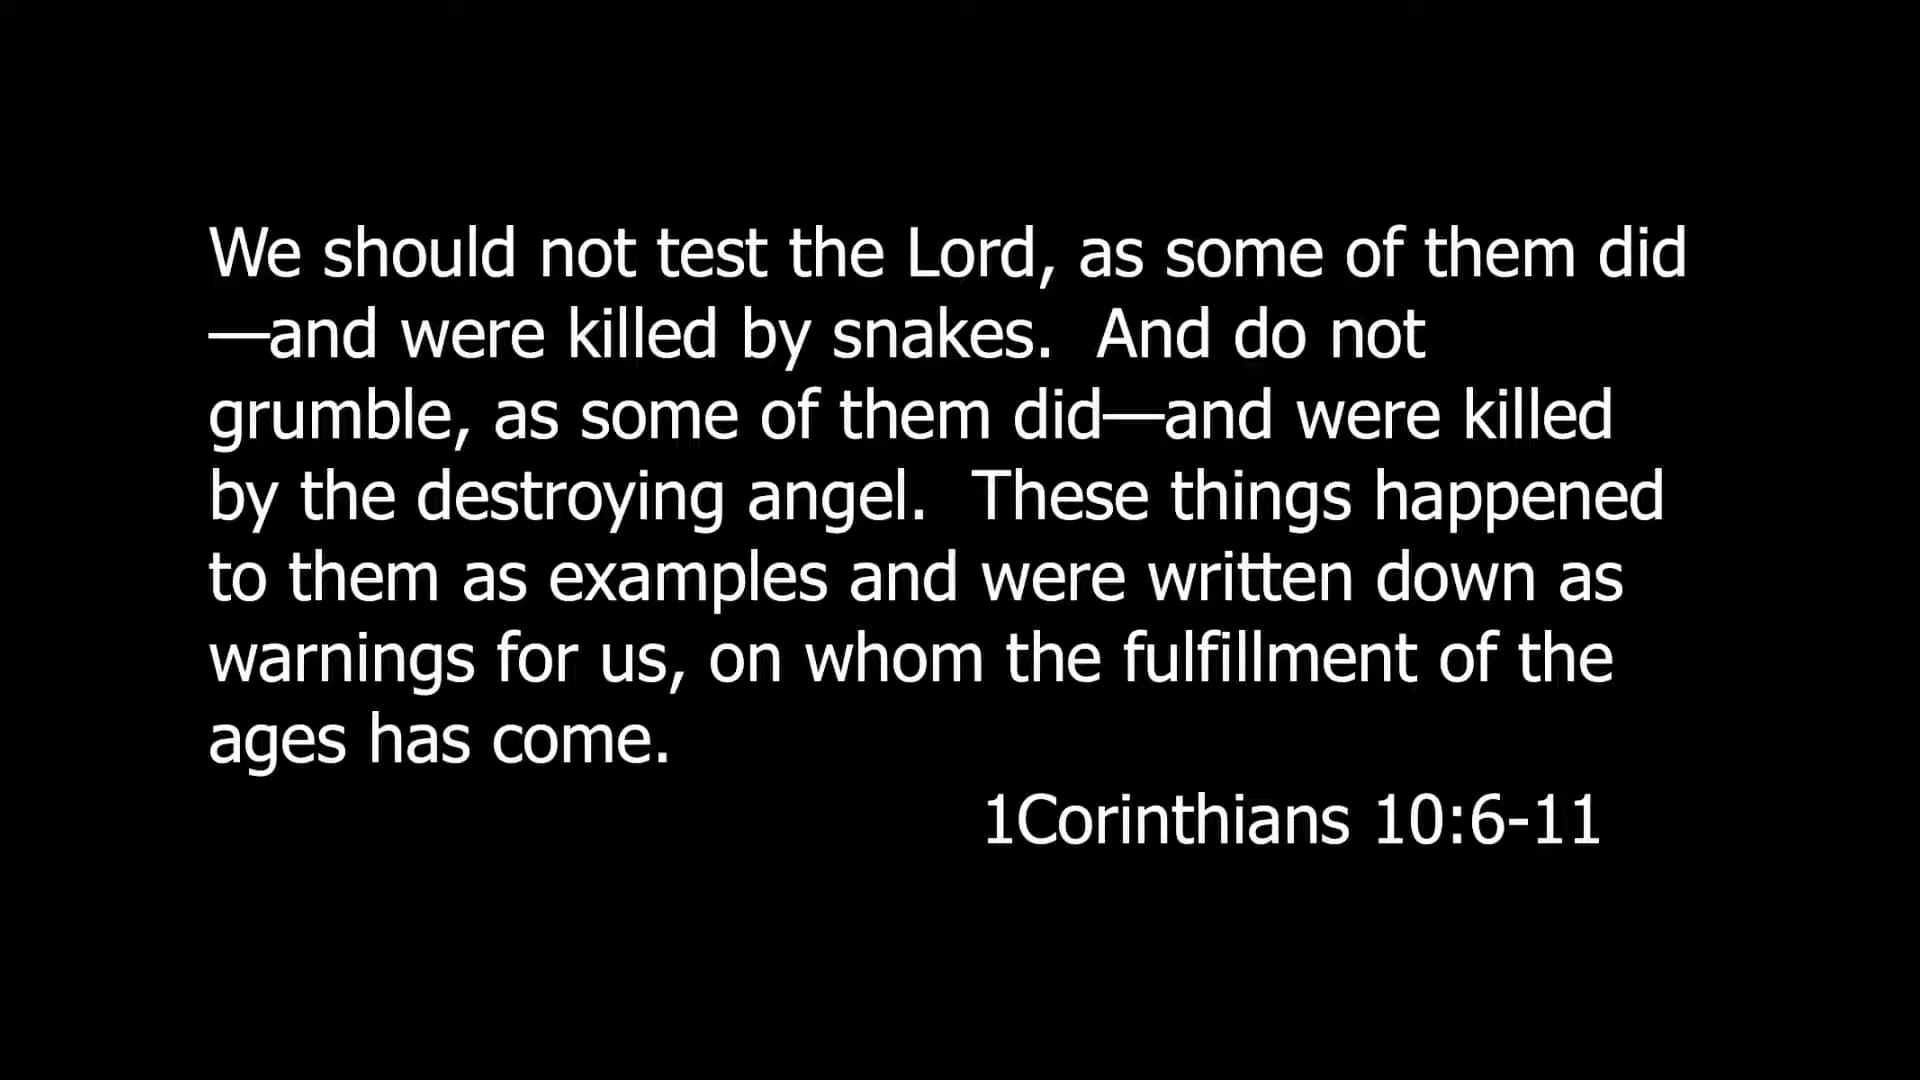 We should not test the Lord, as some of them did
—and were killed by snakes.  And do not
grumble, as some of them did—and were killed
by the destroying angel.  These things happened
to them as examples and were written down as
warnings for us, on whom the fulfillment of the
ages has come.
1Corinthians 10:6-11